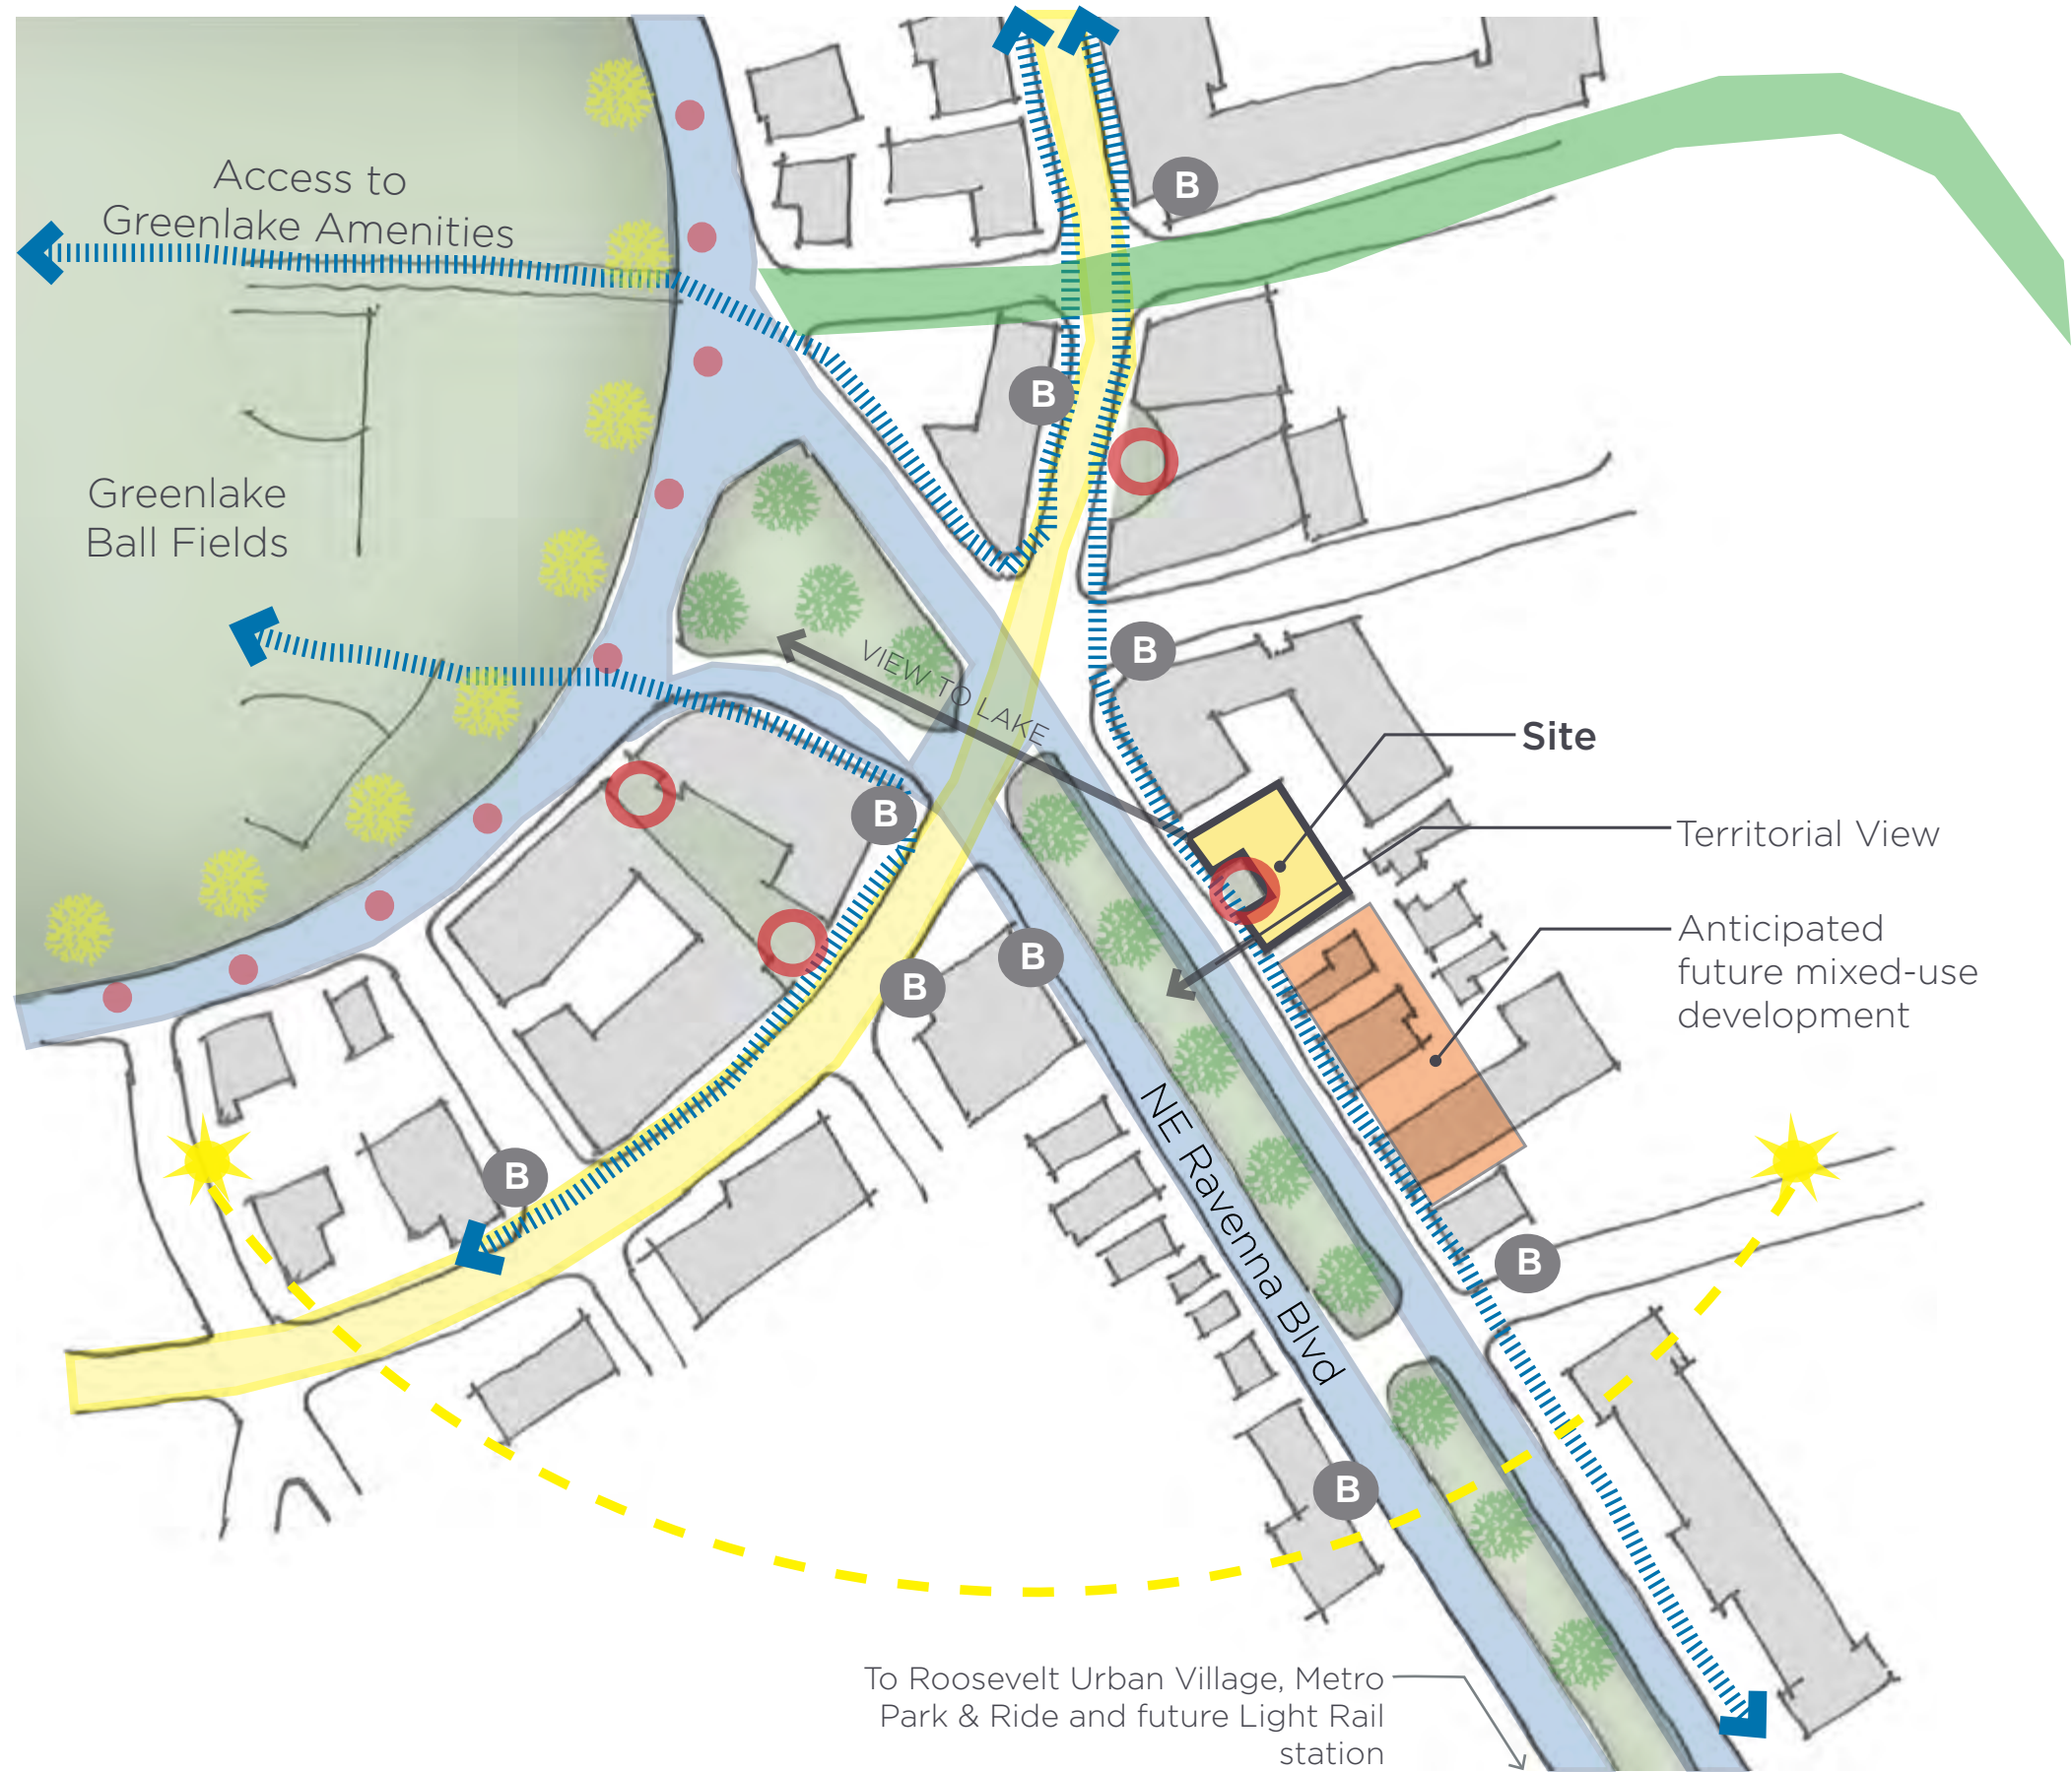 B
Access to
Greenlake Amenities
B
Greenlake
Ball Fields
B
VIEW TO LAKE
Site
B
Territorial View
Anticipated
future mixed-use
development
B
B
NE Ravenna Blvd
B
B
B
To Roosevelt Urban Village, Metro
Park & Ride and future Light Rail
station